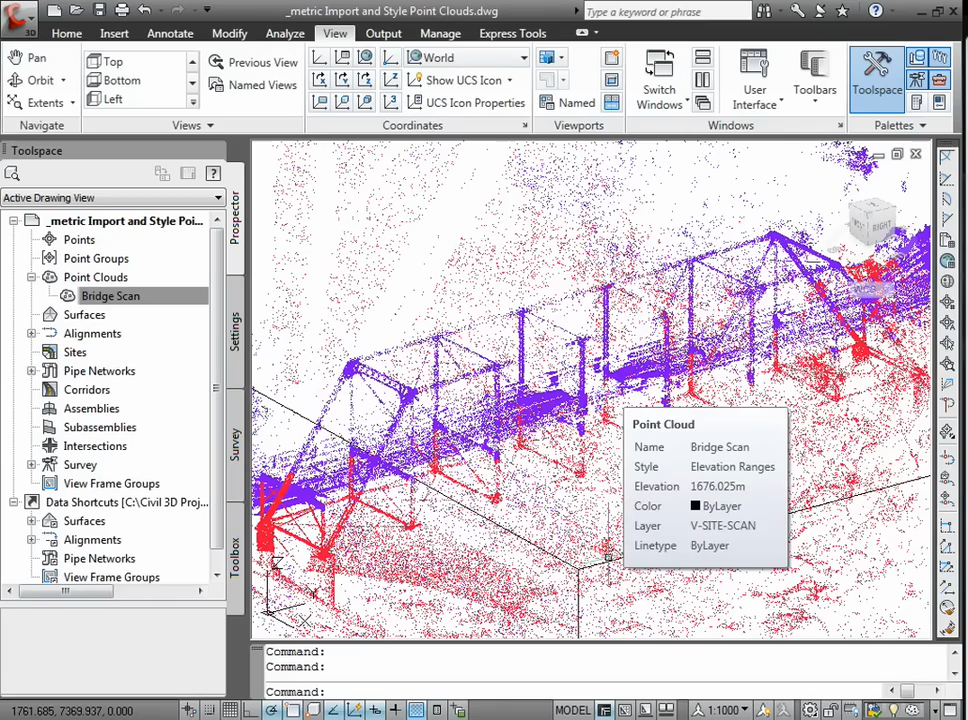 _metric Import and Style Point Clouds.dwg
Type a keyword or phrase
3D
Home Insert Annotate Modify Analyze View Output Manage Express Tools
Pan
Orbit
Extents
Navigate
Top
Bottom
Left
Previous View
Named Views
Views
World
Show UCS Icon
UCS Icon Properties
Coordinates
Named
Viewports
Switch
Windows
User
Interface
Toolbars
Windows
Toolspace
Palettes
Toolspace
Active Drawing View
_metric Import and Style Poi...
Points
Point Groups
Point Clouds
Bridge Scan
Surfaces
Alignments
Sites
Pipe Networks
Corridors
Assemblies
Subassemblies
Intersections
Survey
View Frame Groups
Data Shortcuts [C:\Civil 3D Proj...
Surfaces
Alignments
Pipe Networks
View Frame Groups
Prospector
Settings
Survey
Toolbox
RIGHT
Point Cloud
Name Bridge Scan
Style Elevation Ranges
Elevation 1676.025m
Color ByLayer
Layer V-SITE-SCAN
Linetype ByLayer
Z
Y
X
Command:
Command:
Command:
1761.685, 7369.937, 0.000
MODEL
1:1000